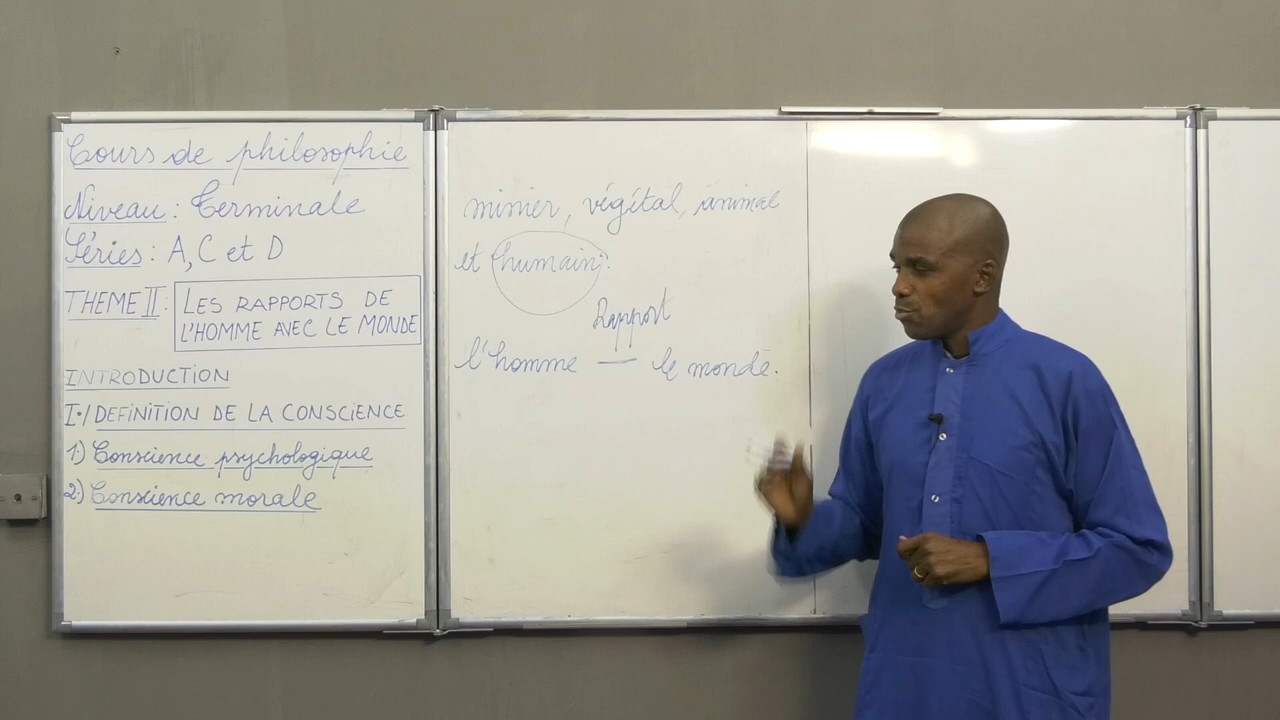 Cours de philosophie
Niveau : Terminale
Séries : A, C et D
THEME II : LES RAPPORTS DE
L'HOMME AVEC LE MONDE
INTRODUCTION
I./ DEFINITION DE LA CONSCIENCE
1.) Conscience psychologique
2.) Conscience morale
minier, végétal, animal
et humain.
Rapport
l'homme — le monde.